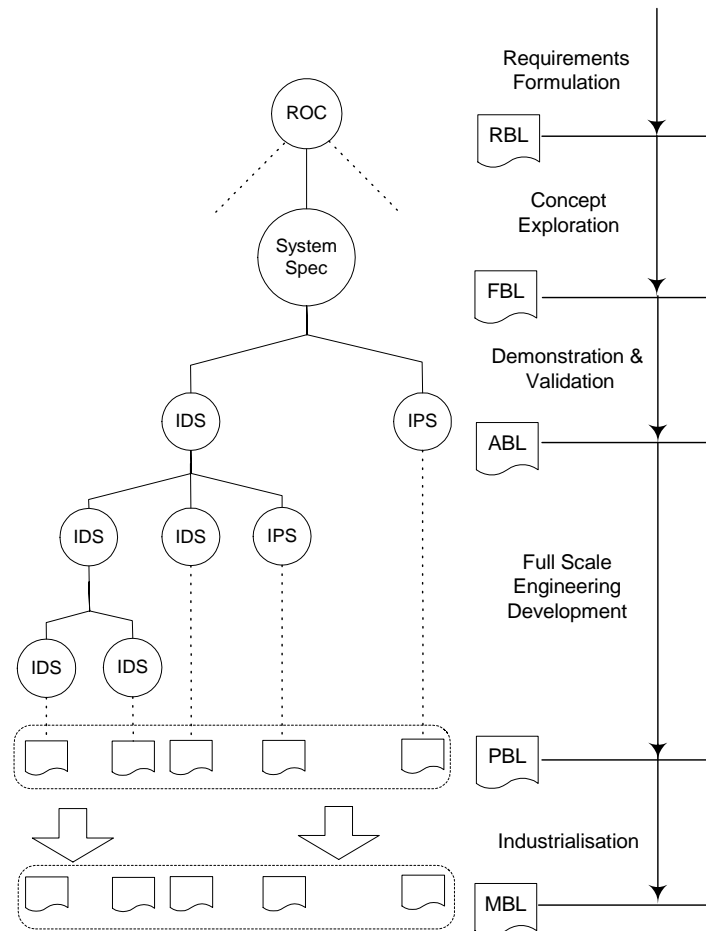 Requirements
Formulation
ROC
RBL
Concept
Exploration
System
Spec
FBL
Demonstration &
Validation
IDS
IPS
ABL
IDS
IDS
IPS
Full Scale
Engineering
Development
IDS
IDS
PBL
Industrialisation
MBL